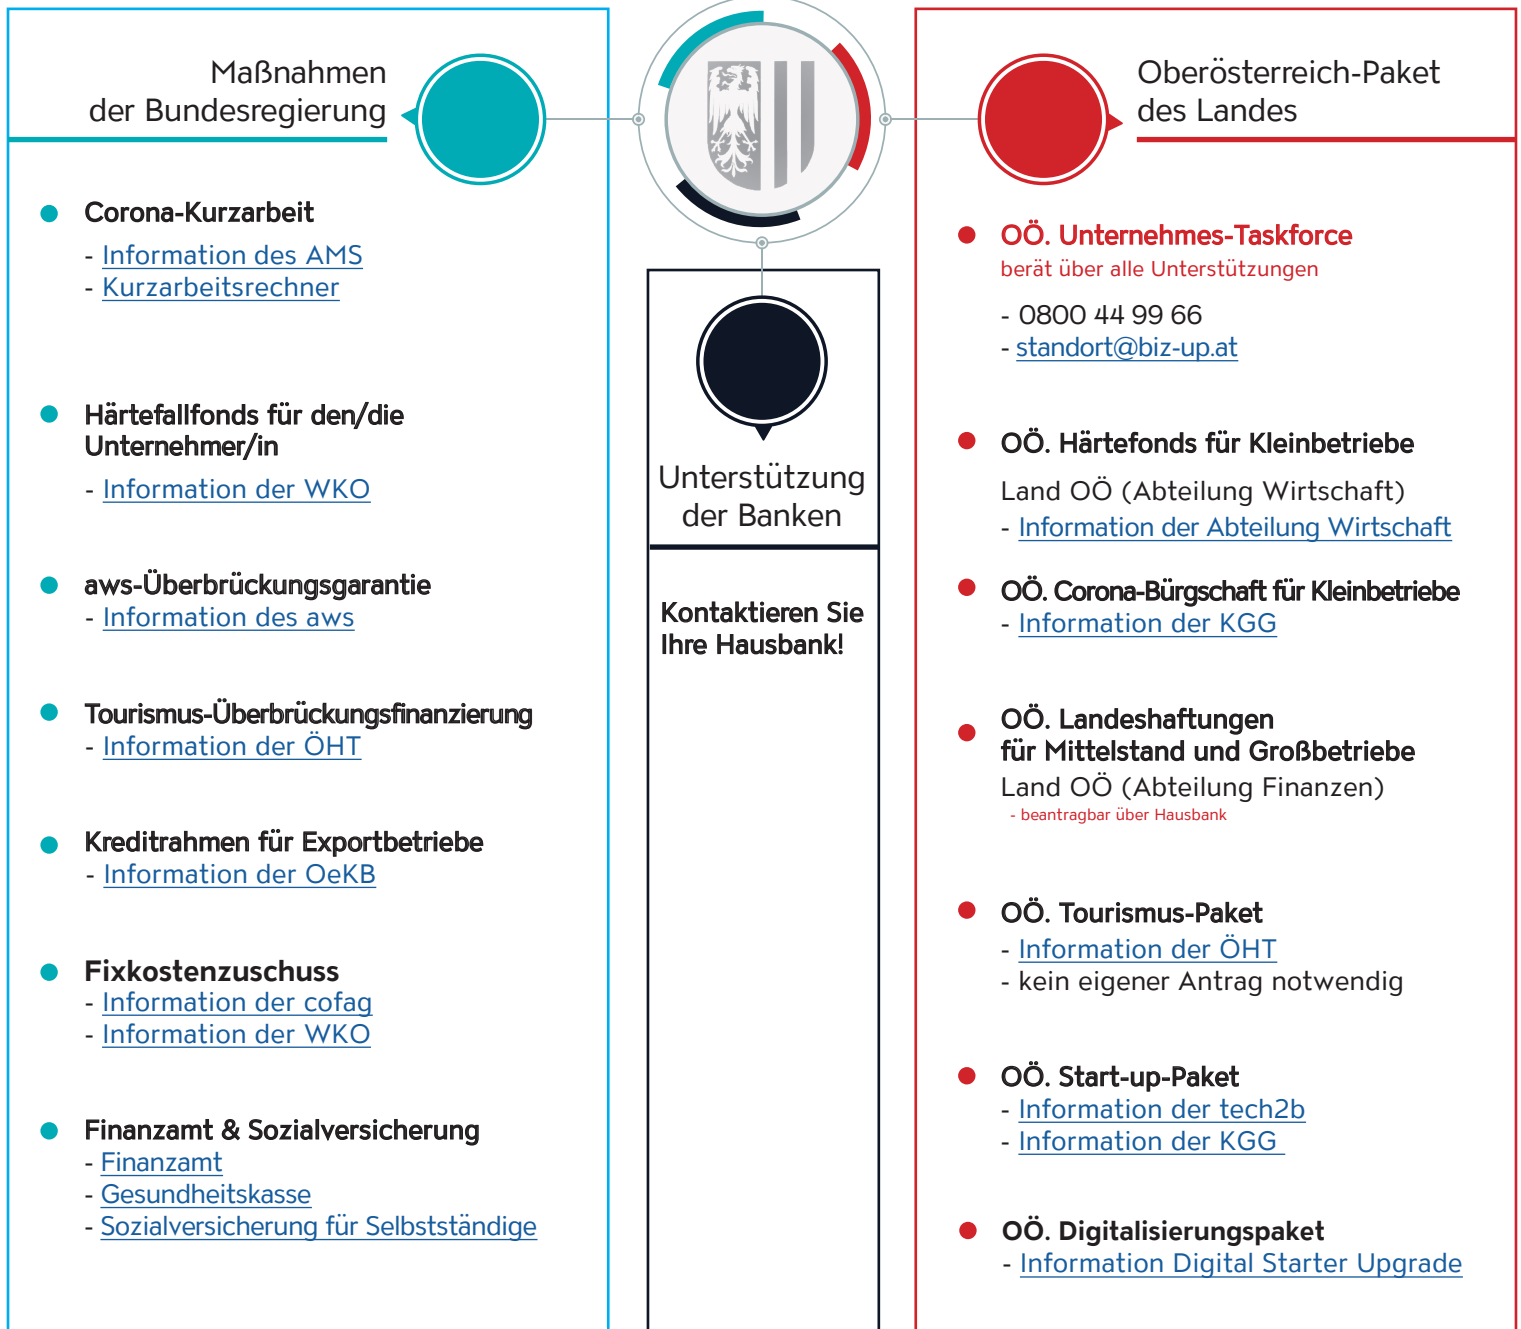 Maßnahmen
der Bundesregierung
Corona-Kurzarbeit
- Information des AMS
- Kurzarbeitsrechner
Härtefallfonds für den/die
Unternehmer/in
- Information der WKO
aws-Überbrückungsgarantie
- Information des aws
Tourismus-Überbrückungsfinanzierung
- Information der ÖHT
Kreditrahmen für Exportbetriebe
- Information der OeKB
Fixkostenzuschuss
- Information der cofag
- Information der WKO
Finanzamt & Sozialversicherung
- Finanzamt
- Gesundheitskasse
- Sozialversicherung für Selbstständige
Unterstützung
der Banken
Kontaktieren Sie
Ihre Hausbank!
Oberösterreich-Paket
des Landes
OÖ. Unternehmes-Taskforce
berät über alle Unterstützungen
- 0800 44 99 66
- standort@biz-up.at
OÖ. Härtefonds für Kleinbetriebe
Land OÖ (Abteilung Wirtschaft)
- Information der Abteilung Wirtschaft
OÖ. Corona-Bürgschaft für Kleinbetriebe
- Information der KGG
OÖ. Landeshaftungen
für Mittelstand und Großbetriebe
Land OÖ (Abteilung Finanzen)
- beantragbar über Hausbank
OÖ. Tourismus-Paket
- Information der ÖHT
- kein eigener Antrag notwendig
OÖ. Start-up-Paket
- Information der tech2b
- Information der KGG
OÖ. Digitalisierungspaket
- Information Digital Starter Upgrade